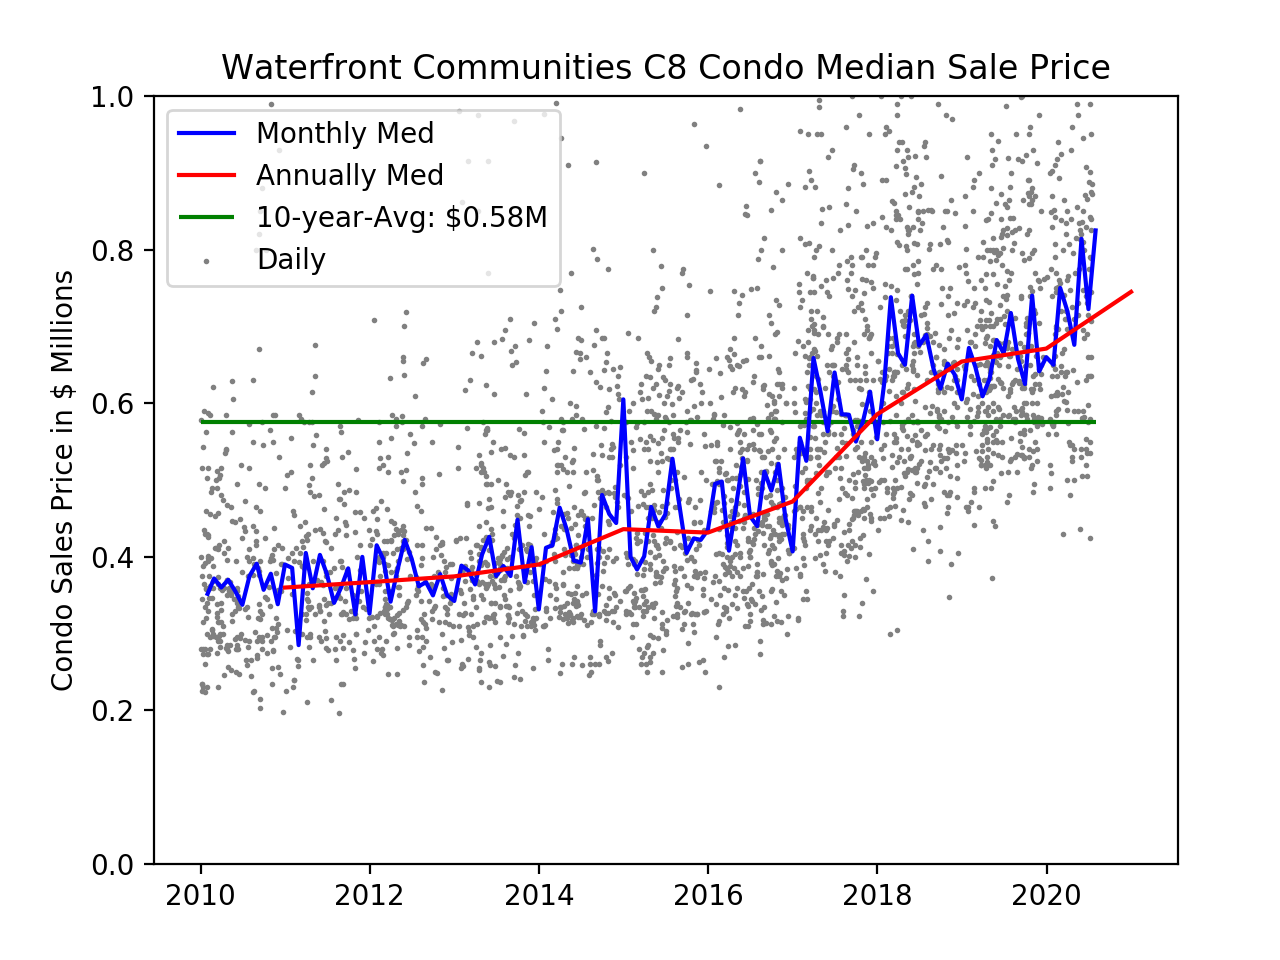 Waterfront Communities C8 Condo Median Sale Price
Condo Sales Price in $ Millions
1.0
0.8
0.6
0.4
0.2
0.0
Monthly Med
Annually Med
10-year-Avg: $0.58M
Daily
2010 2012 2014 2016 2018 2020